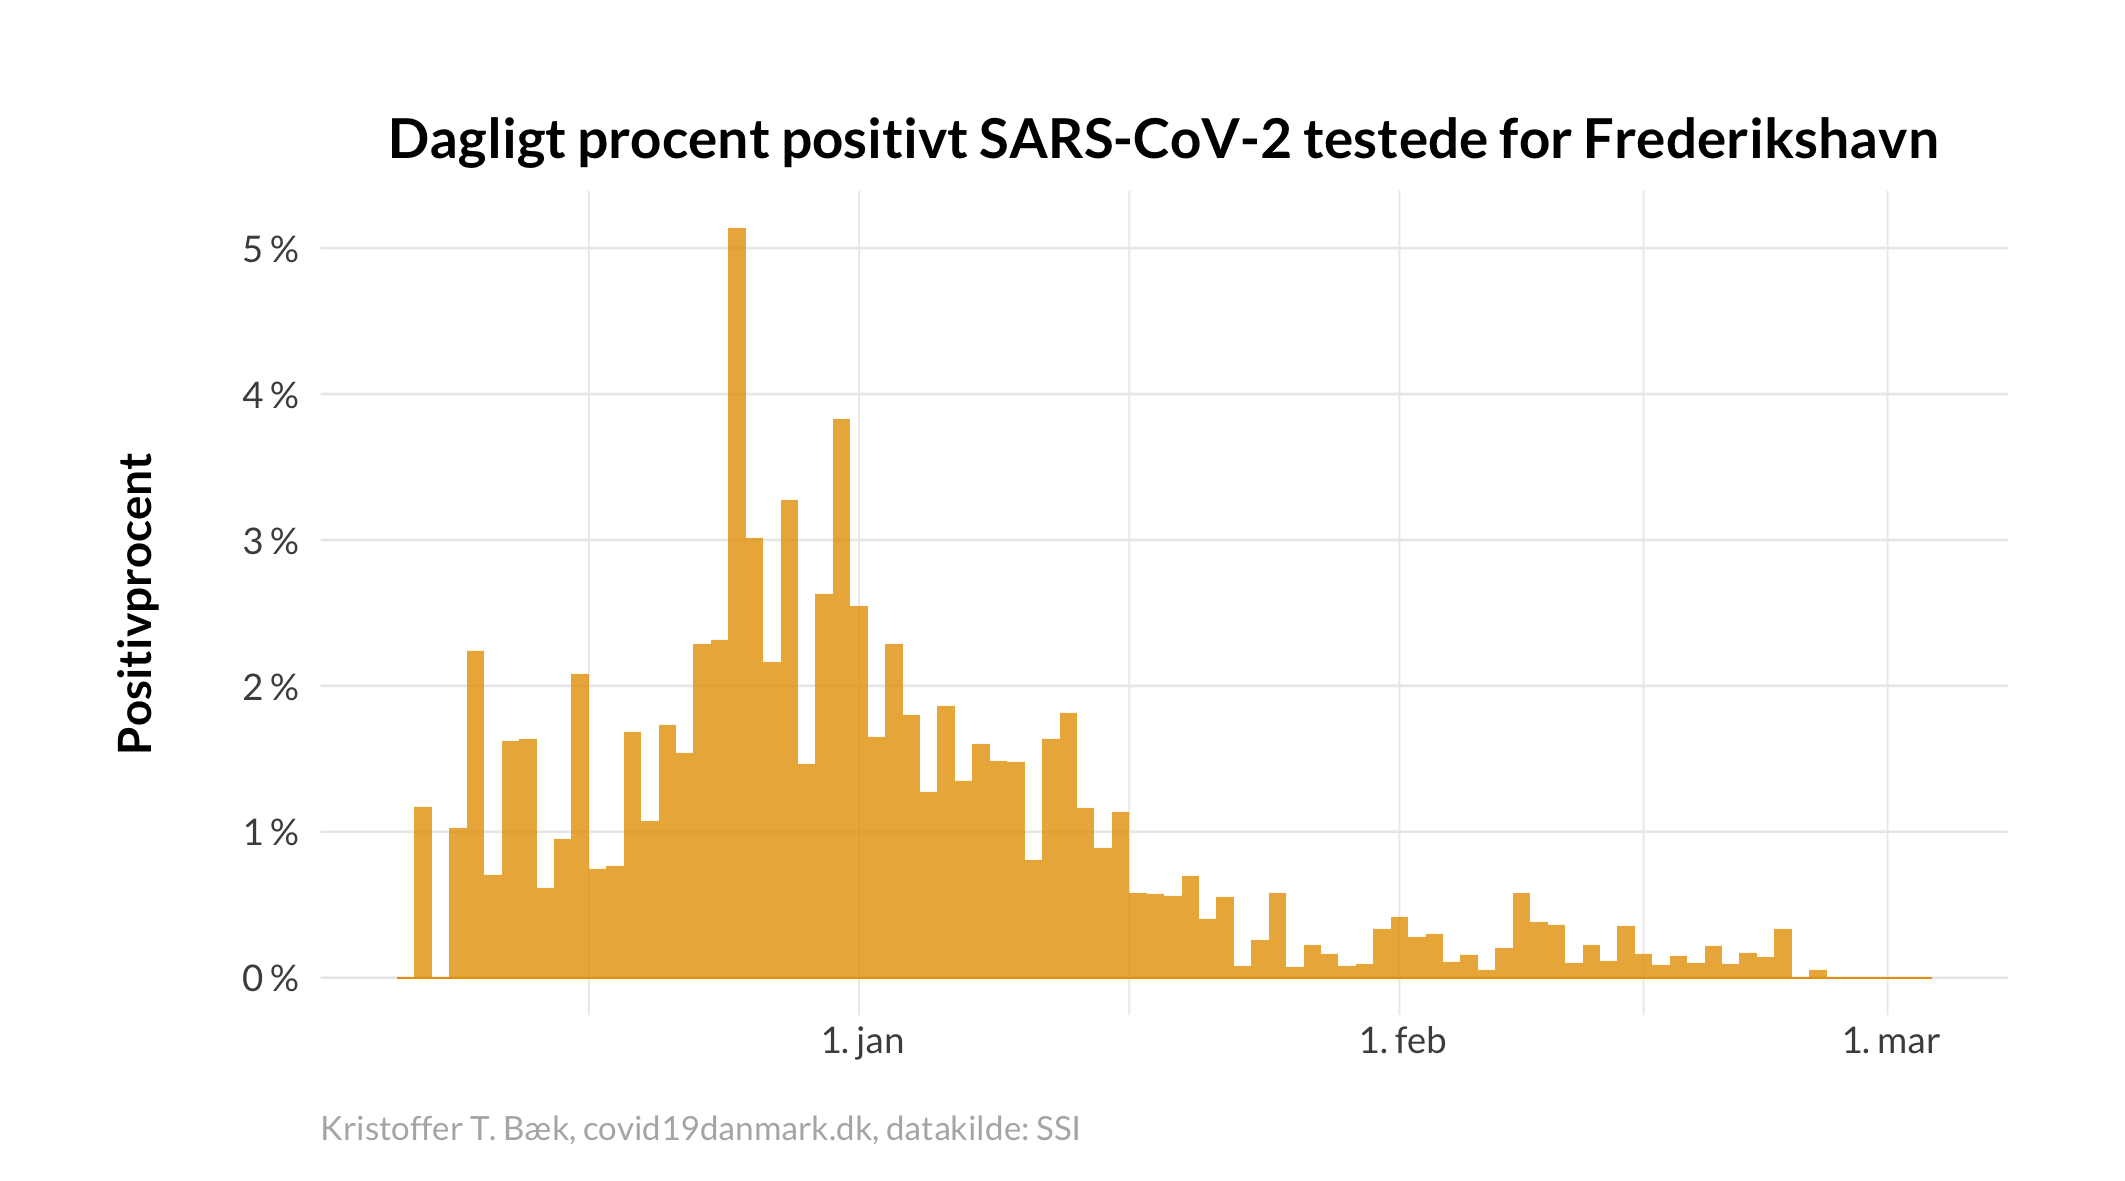 Dagligt procent positivt SARS-CoV-2 testede for Frederikshavn
Positivprocent
5 %
4 %
3 %
2 %
1 %
0 %
1. jan
1. feb
1. mar
Kristoffer T. Bæk, covid19danmark.dk, datakilde: SSI